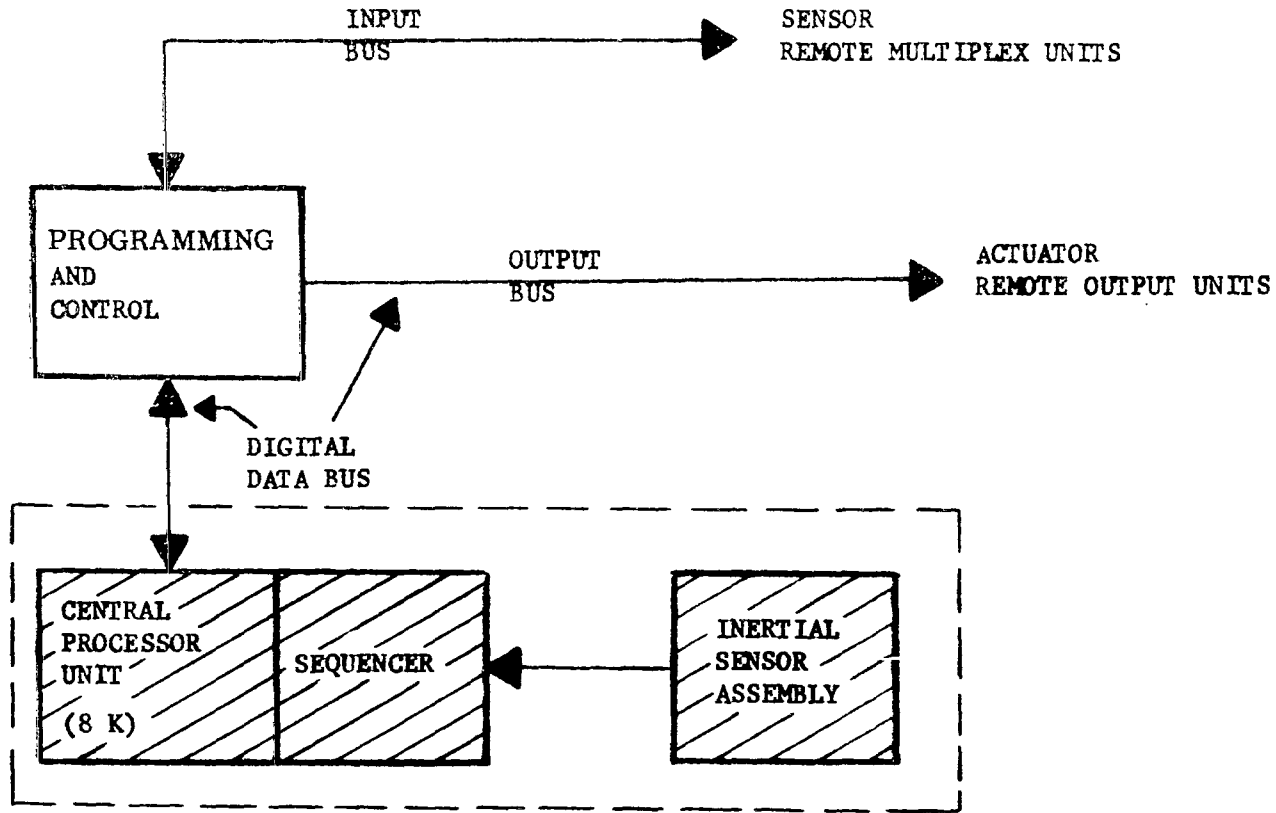 INPUT
BUS
SENSOR
REMOTE MULTIPLEX UNITS
PROGRAMMING
AND
CONTROL
OUTPUT
BUS
ACTUATOR
REMOTE OUTPUT UNITS
DIGITAL
DATA BUS
CENTRAL
PROCESSOR
UNIT
(8 K)
SEQUENCER
INERTIAL
SENSOR
ASSEMBLY